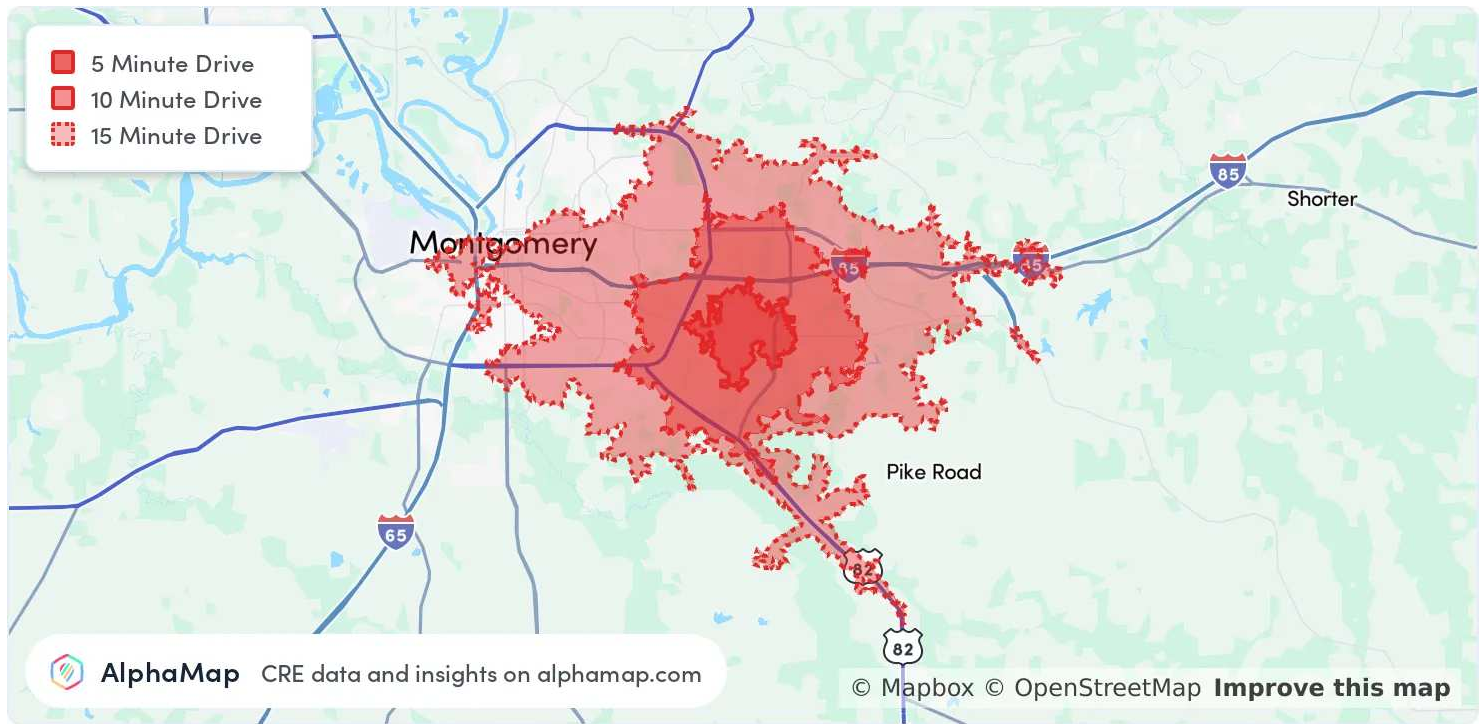 5 Minute Drive
10 Minute Drive
15 Minute Drive
85
Shorter
Montgomery
85
85
Pike Road
65
82
82
AlphaMap CRE data and insights on alphamap.com
© Mapbox © OpenStreetMap Improve this map